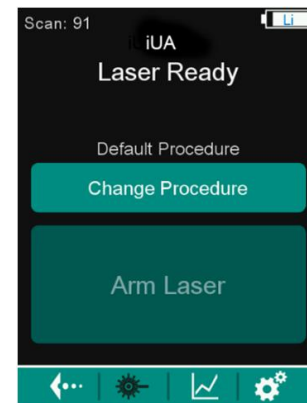 Scan: 91
Li
iUA
Laser Ready
Default Procedure
Change Procedure
Arm Laser